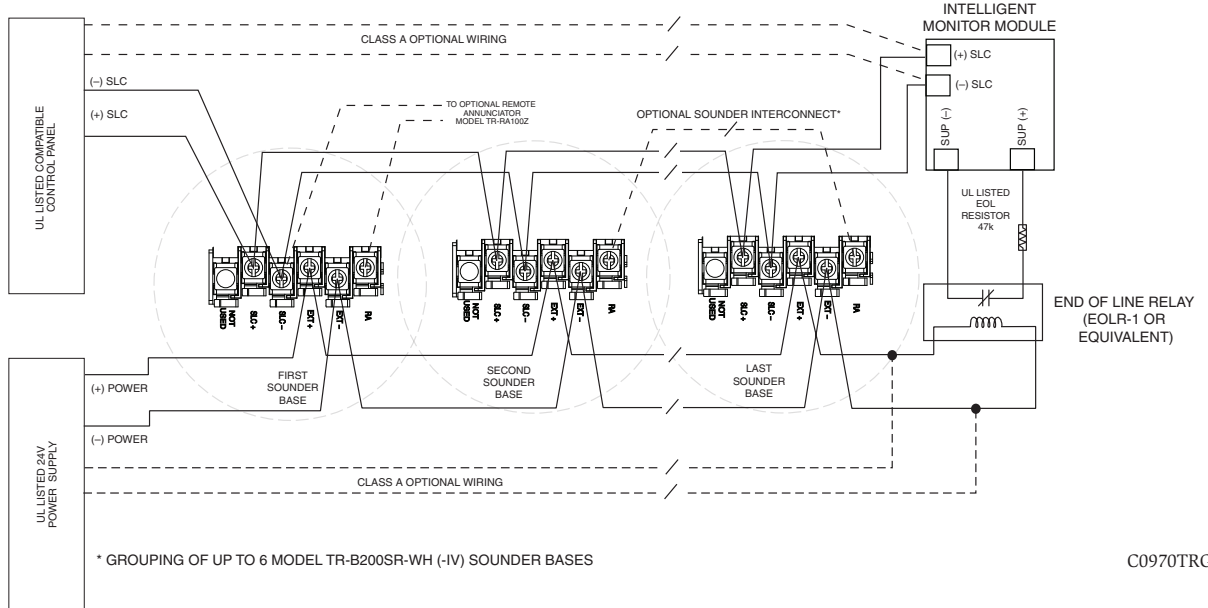 INTELLIGENT
MONITOR MODULE
CLASS A OPTIONAL WIRING
(+) SLC
(–) SLC
(–) SLC
(+) SLC
UL LISTED COMPATIBLE
CONTROL PANEL
TO OPTIONAL REMOTE
ANNUNCIATOR
MODEL TR-RA100Z
OPTIONAL SOUNDER INTERCONNECT*
SUP (–)
SUP (+)
UL LISTED
EOL
RESISTOR
47k
NOT
USED
SLC +
SLC –
EXT +
EXT –
RA
NOT
USED
SLC +
SLC –
EXT +
EXT –
RA
NOT
USED
SLC +
SLC –
EXT +
EXT –
RA
END OF LINE RELAY
(EOLR-1 OR
EQUIVALENT)
FIRST
SOUNDER
BASE
SECOND
SOUNDER
BASE
LAST
SOUNDER
BASE
(+) POWER
(–) POWER
UL LISTED 24V
POWER SUPPLY
CLASS A OPTIONAL WIRING
* GROUPING OF UP TO 6 MODEL TR-B200SR-WH (-IV) SOUNDER BASES